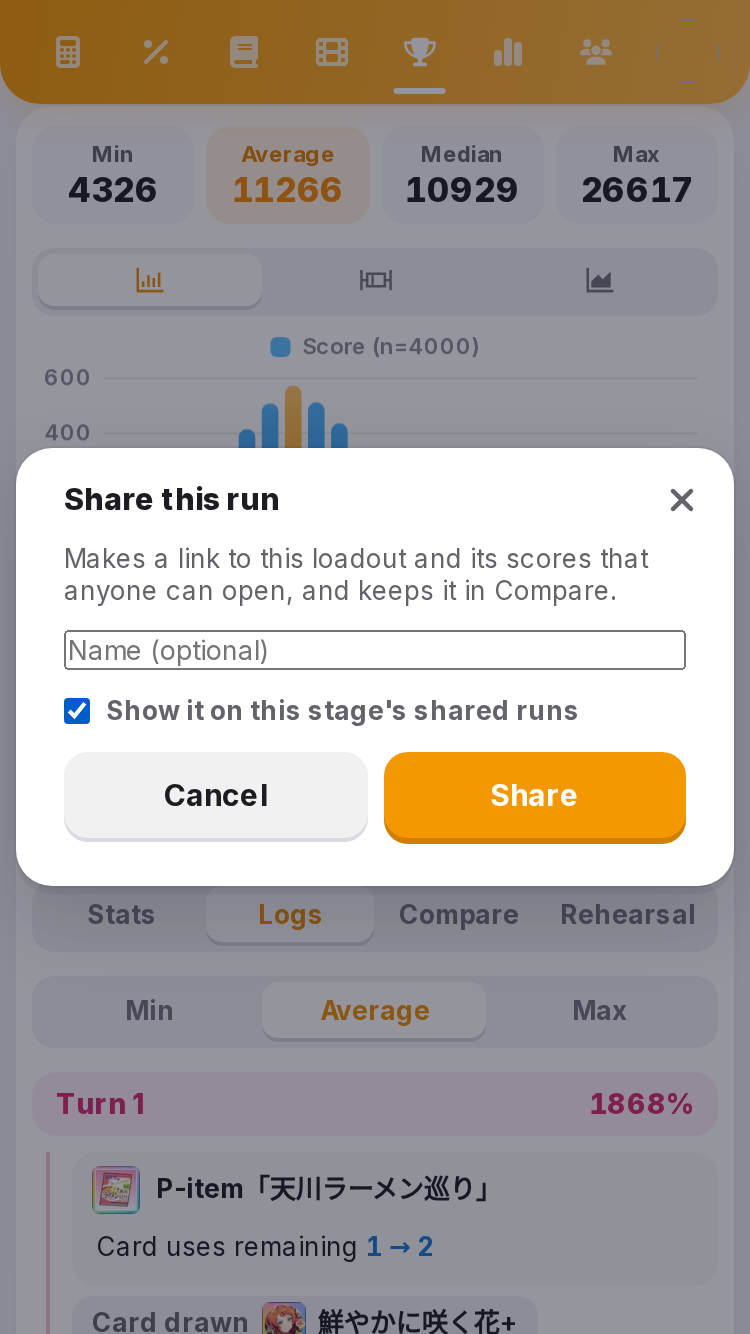 Min
Average
Median
Max
4326
11266
10929
26617
Score (n=4000)
600
400
Share this run
Makes a link to this loadout and its scores that
anyone can open, and keeps it in Compare.
Name (optional)
Show it on this stage's shared runs
Cancel
Share
Stats
Logs
Compare
Rehearsal
Min
Average
Max
Turn 1
1868%
P-item「天川ラーメン巡り」
Card uses remaining 1 → 2
Card drawn 鮮やかに咲く花+